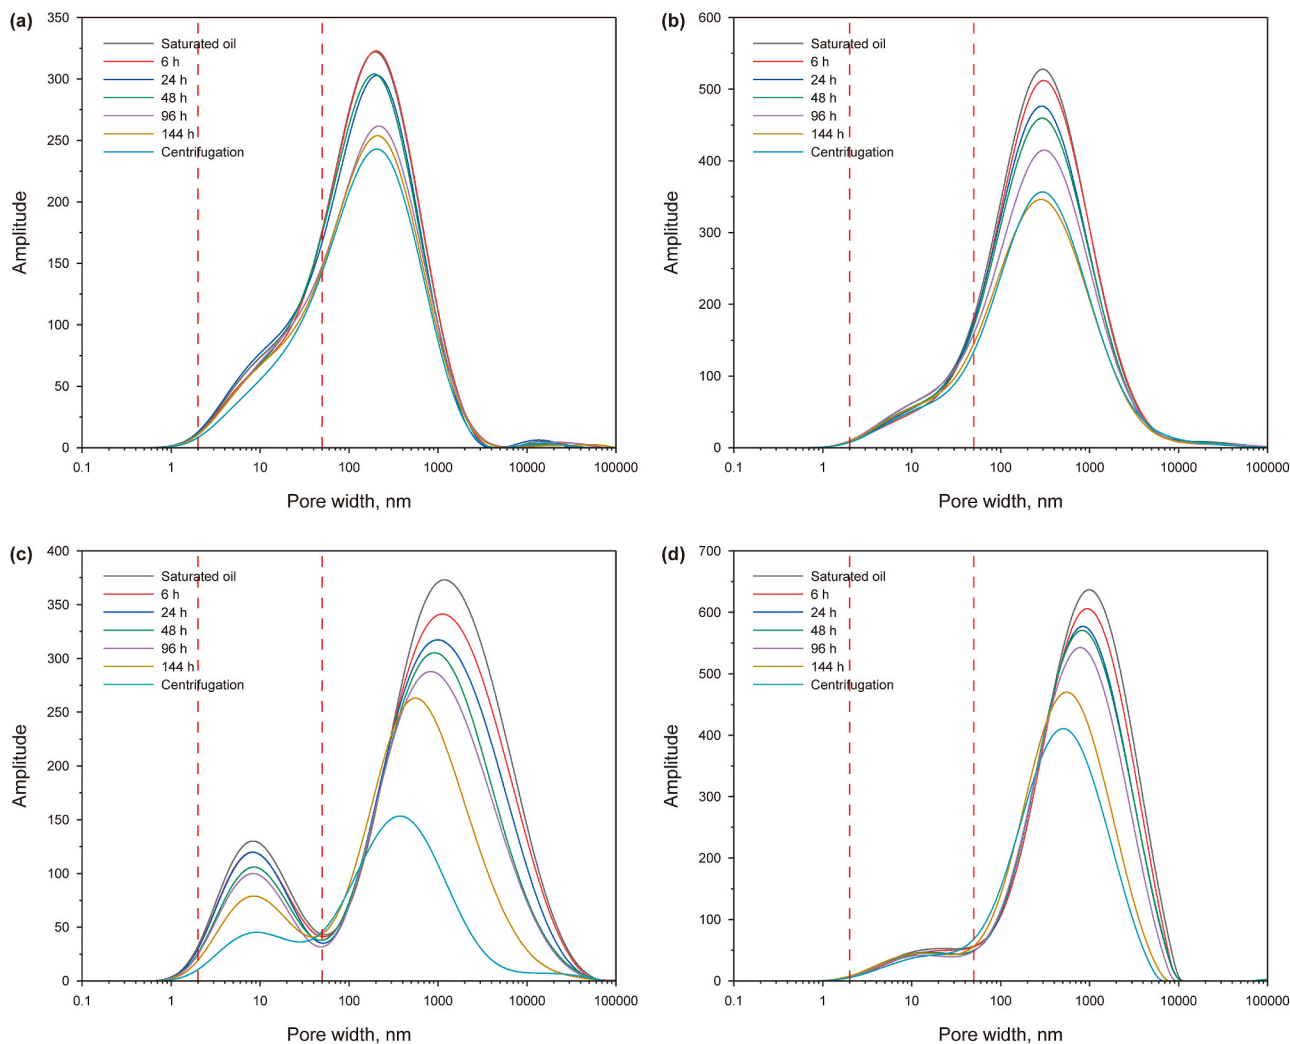 (a)
350
300
250
200
150
100
50
0
Amplitude
Saturated oil
6 h
24 h
48 h
96 h
144 h
Centrifugation
0.1 1 10 100 1000 10000 100000
Pore width, nm
(b)
600
500
400
300
200
100
0
Amplitude
Saturated oil
6 h
24 h
48 h
96 h
144 h
Centrifugation
0.1 1 10 100 1000 10000 100000
Pore width, nm
(c)
400
350
300
250
200
150
100
50
0
Amplitude
Saturated oil
6 h
24 h
48 h
96 h
144 h
Centrifugation
0.1 1 10 100 1000 10000 100000
Pore width, nm
(d)
700
600
500
400
300
200
100
0
Amplitude
Saturated oil
6 h
24 h
48 h
96 h
144 h
Centrifugation
0.1 1 10 100 1000 10000 100000
Pore width, nm